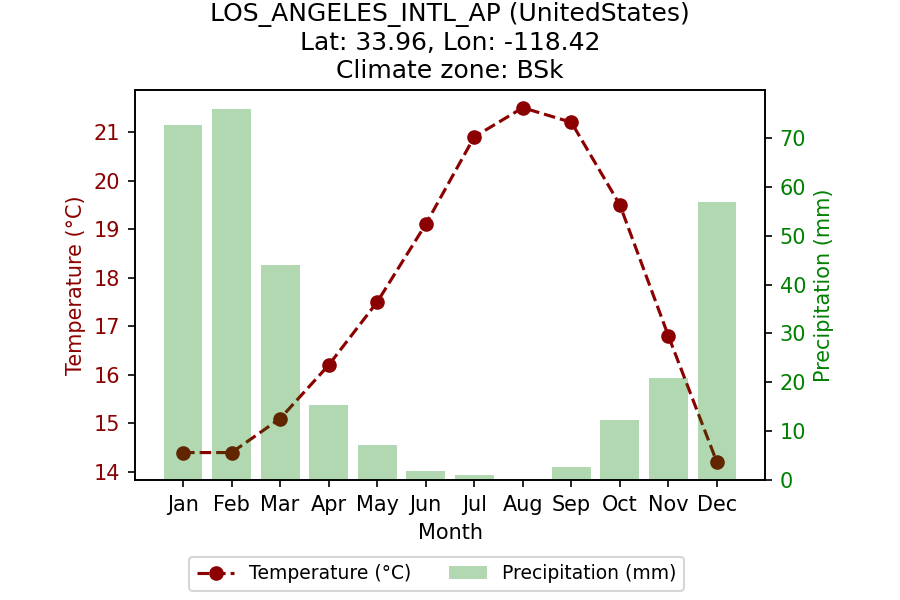 LOS_ANGELES_INTL_AP (UnitedStates)
Lat: 33.96, Lon: -118.42
Climate zone: BSk
Temperature (°C)
21
20
19
18
17
16
15
14
70
60
50
40
30
20
10
0
Precipitation (mm)
Jan Feb Mar Apr May Jun Jul Aug Sep Oct Nov Dec
Month
Temperature (°C) Precipitation (mm)